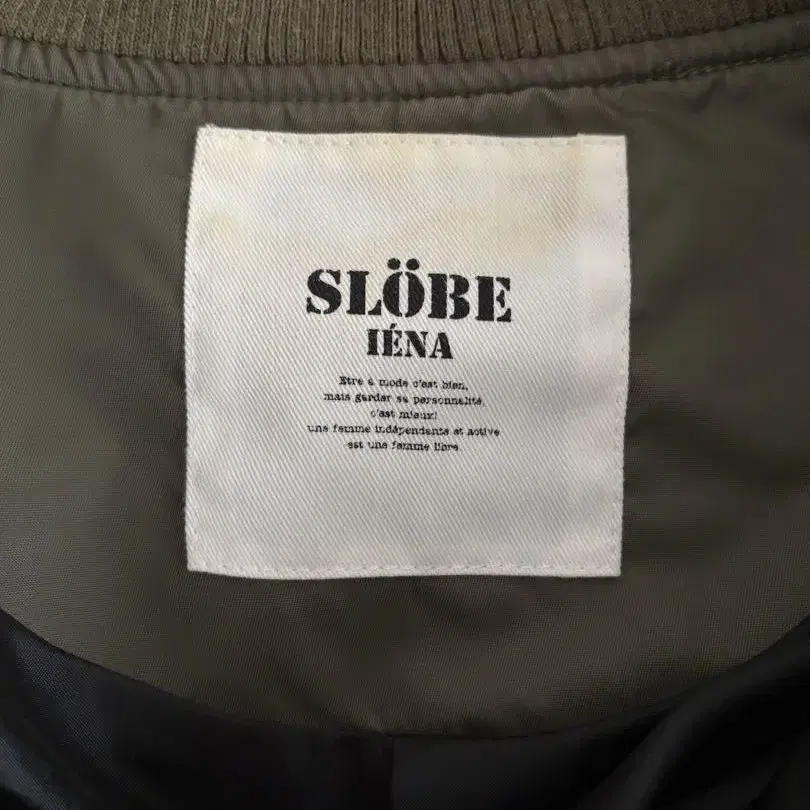 SLÖBE
IÉNA
Etre à mode c'est bien,
mais garder sa personnalité,
c'est mieux!
une femme indépendante et active
est une femme libre